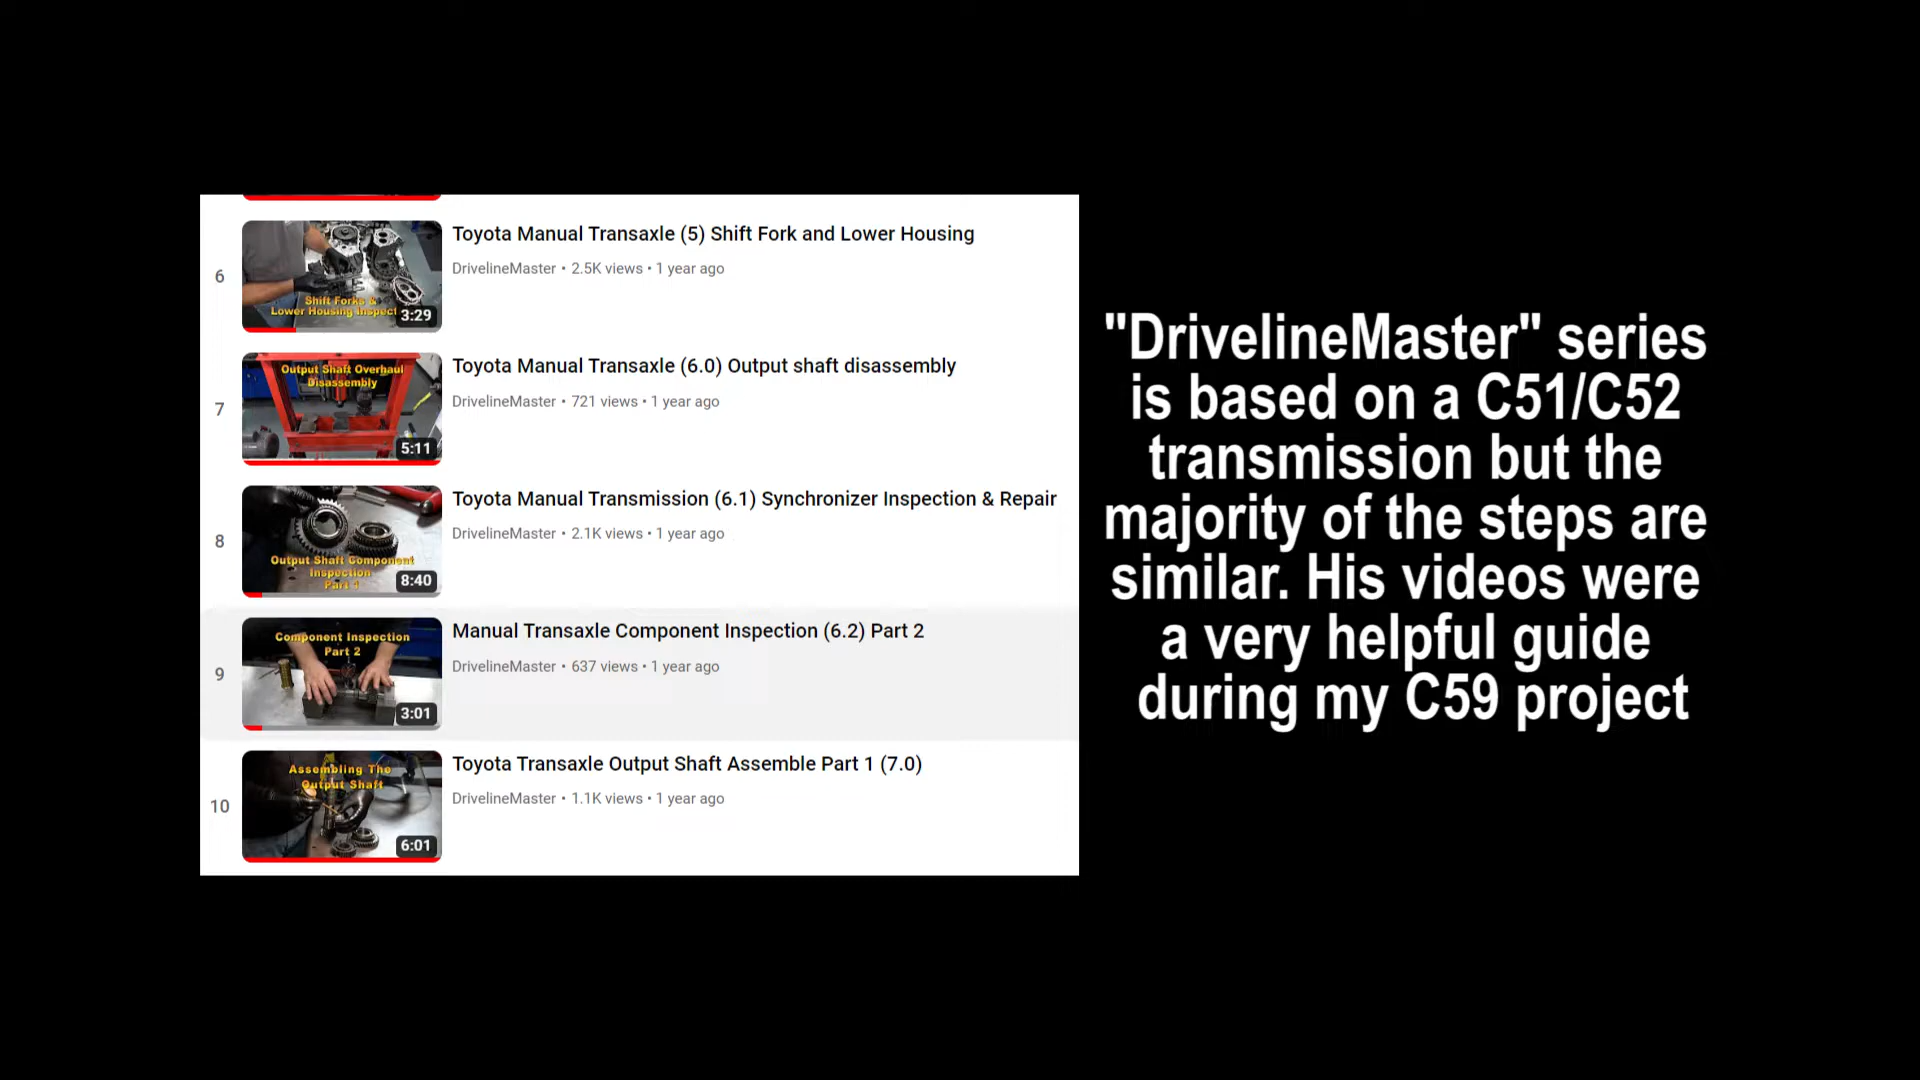 6
Shift Forks &
Lower Housing Inspect
3:29
Toyota Manual Transaxle (5) Shift Fork and Lower Housing
DrivelineMaster • 2.5K views • 1 year ago
7
Output Shaft Overhaul
Disassembly
5:11
Toyota Manual Transaxle (6.0) Output shaft disassembly
DrivelineMaster • 721 views • 1 year ago
8
Output Shaft Component
Inspection
Part 1
8:40
Toyota Manual Transmission (6.1) Synchronizer Inspection & Repair
DrivelineMaster • 2.1K views • 1 year ago
9
Component Inspection
Part 2
3:01
Manual Transaxle Component Inspection (6.2) Part 2
DrivelineMaster • 637 views • 1 year ago
10
Assembling The
Output Shaft
6:01
Toyota Transaxle Output Shaft Assemble Part 1 (7.0)
DrivelineMaster • 1.1K views • 1 year ago
"DrivelineMaster" series
is based on a C51/C52
transmission but the
majority of the steps are
similar. His videos were
a very helpful guide
during my C59 project